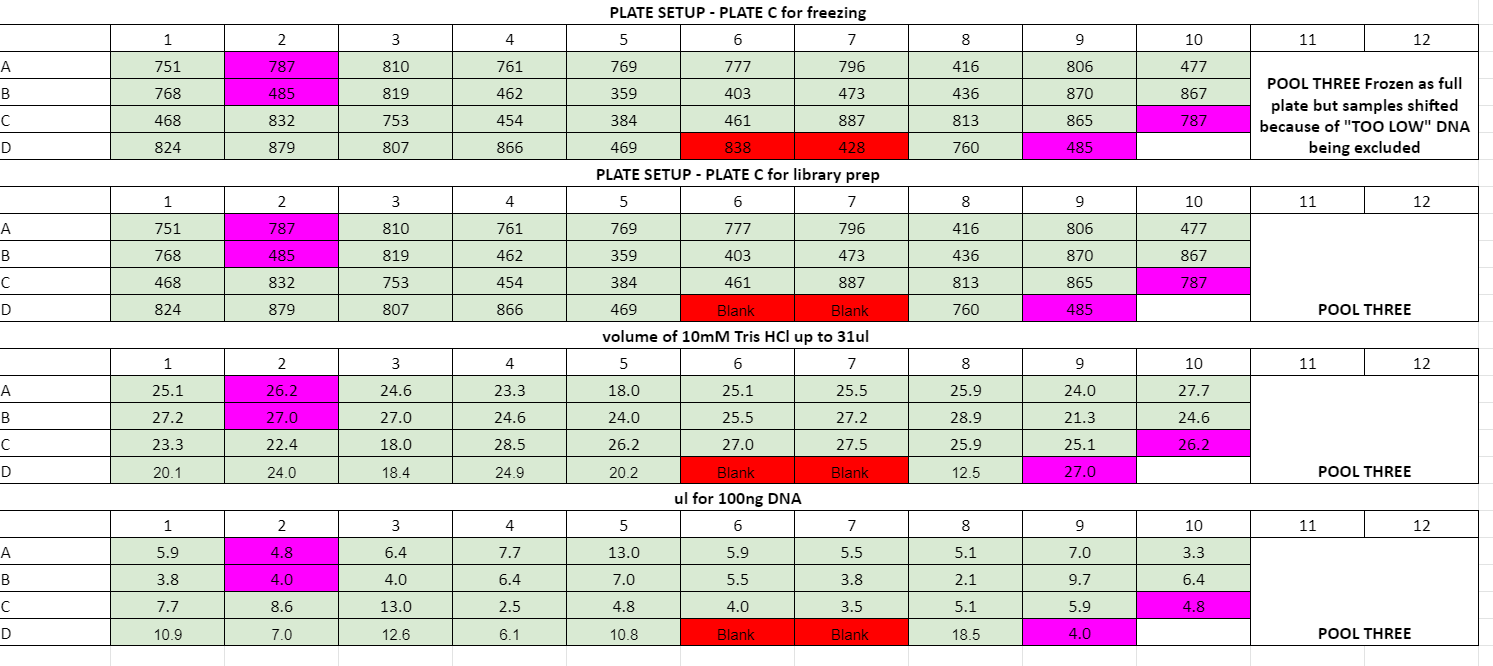 PLATE SETUP - PLATE C for freezing
1 2 3 4 5 6 7 8 9 10 11 12
A 751 787 810 761 769 777 796 416 806 477
B 768 485 819 462 359 403 473 436 870 867
C 468 832 753 454 384 461 887 813 865 787
D 824 879 807 866 469 838 428 760 485
POOL THREE Frozen as full
plate but samples shifted
because of "TOO LOW" DNA
being excluded
PLATE SETUP - PLATE C for library prep
1 2 3 4 5 6 7 8 9 10 11 12
A 751 787 810 761 769 777 796 416 806 477
B 768 485 819 462 359 403 473 436 870 867
C 468 832 753 454 384 461 887 813 865 787
D 824 879 807 866 469 Blank Blank 760 485 POOL THREE
volume of 10mM Tris HCl up to 31ul
1 2 3 4 5 6 7 8 9 10 11 12
A 25.1 26.2 24.6 23.3 18.0 25.1 25.5 25.9 24.0 27.7
B 27.2 27.0 27.0 24.6 24.0 25.5 27.2 28.9 21.3 24.6
C 23.3 22.4 18.0 28.5 26.2 27.0 27.5 25.9 25.1 26.2
D 20.1 24.0 18.4 24.9 20.2 Blank Blank 12.5 27.0 POOL THREE
ul for 100ng DNA
1 2 3 4 5 6 7 8 9 10 11 12
A 5.9 4.8 6.4 7.7 13.0 5.9 5.5 5.1 7.0 3.3
B 3.8 4.0 4.0 6.4 7.0 5.5 3.8 2.1 9.7 6.4
C 7.7 8.6 13.0 2.5 4.8 4.0 3.5 5.1 5.9 4.8
D 10.9 7.0 12.6 6.1 10.8 Blank Blank 18.5 4.0 POOL THREE